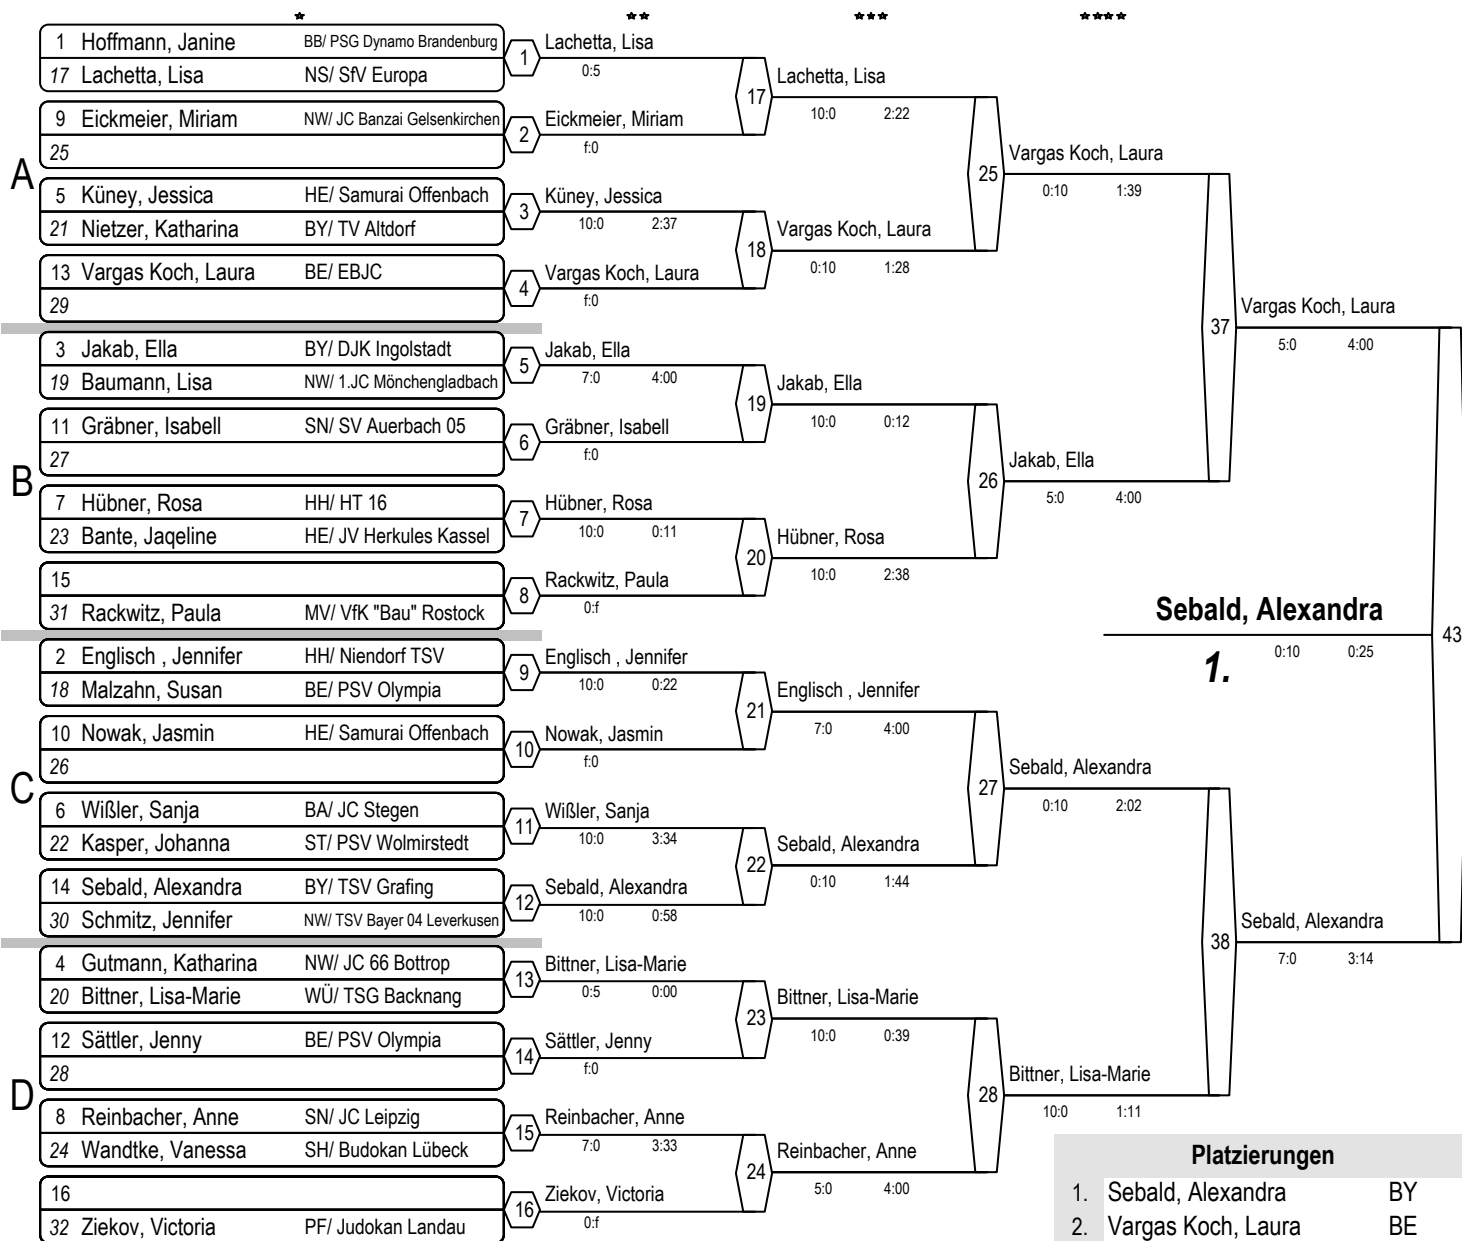 1 Hoffmann, Janine BB/ PSG Dynamo Brandenburg
17 Lachetta, Lisa NS/ SfV Europa
9 Eickmeier, Miriam NW/ JC Banzai Gelsenkirchen
25
A
5 Küney, Jessica HE/ Samurai Offenbach
21 Nietzer, Katharina BY/ TV Altdorf
13 Vargas Koch, Laura BE/ EBJC
29
3 Jakab, Ella BY/ DJK Ingolstadt
19 Baumann, Lisa NW/ 1.JC Mönchengladbach
11 Gräbner, Isabell SN/ SV Auerbach 05
27
B
7 Hübner, Rosa HH/ HT 16
23 Bante, Jaqeline HE/ JV Herkules Kassel
15
31 Rackwitz, Paula MV/ VfK "Bau" Rostock
2 Englisch , Jennifer HH/ Niendorf TSV
18 Malzahn, Susan BE/ PSV Olympia
10 Nowak, Jasmin HE/ Samurai Offenbach
26
C
6 Wißler, Sanja BA/ JC Stegen
22 Kasper, Johanna ST/ PSV Wolmirstedt
14 Sebald, Alexandra BY/ TSV Grafing
30 Schmitz, Jennifer NW/ TSV Bayer 04 Leverkusen
4 Gutmann, Katharina NW/ JC 66 Bottrop
20 Bittner, Lisa-Marie WÜ/ TSG Backnang
12 Sättler, Jenny BE/ PSV Olympia
28
D
8 Reinbacher, Anne SN/ JC Leipzig
24 Wandtke, Vanessa SH/ Budokan Lübeck
16
32 Ziekov, Victoria PF/ Judokan Landau
1 Lachetta, Lisa
0:5
2 Eickmeier, Miriam
f:0
3 Küney, Jessica
10:0 2:37
4 Vargas Koch, Laura
f:0
5 Jakab, Ella
7:0 4:00
6 Gräbner, Isabell
f:0
7 Hübner, Rosa
10:0 0:11
8 Rackwitz, Paula
0:f
9 Englisch , Jennifer
10:0 0:22
10 Nowak, Jasmin
f:0
11 Wißler, Sanja
10:0 3:34
12 Sebald, Alexandra
10:0 0:58
13 Bittner, Lisa-Marie
0:5 0:00
14 Sättler, Jenny
f:0
15 Reinbacher, Anne
7:0 3:33
16 Ziekov, Victoria
0:f
17 Lachetta, Lisa
10:0 2:22
18 Vargas Koch, Laura
0:10 1:28
19 Jakab, Ella
10:0 0:12
20 Hübner, Rosa
10:0 2:38
21 Englisch , Jennifer
7:0 4:00
22 Sebald, Alexandra
0:10 1:44
23 Bittner, Lisa-Marie
10:0 0:39
24 Reinbacher, Anne
5:0 4:00
25 Vargas Koch, Laura
0:10 1:39
26 Jakab, Ella
5:0 4:00
27 Sebald, Alexandra
0:10 2:02
28 Bittner, Lisa-Marie
10:0 1:11
37 Vargas Koch, Laura
5:0 4:00
38 Sebald, Alexandra
7:0 3:14
43
Sebald, Alexandra
1. 0:10 0:25
Platzierungen
1. Sebald, Alexandra BY
2. Vargas Koch, Laura BE